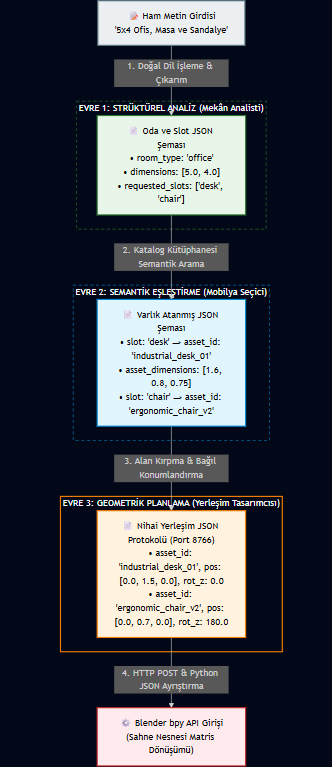 📝 Ham Metin Girdisi
'5x4 Ofis, Masa ve Sandalye'
1. Doğal Dil İşleme &
Çıkarım
EVRE 1: STRÜKTÜREL ANALİZ (Mekân Analisti)
📄 Oda ve Slot JSON
Şeması
• room_type: 'office'
• dimensions: [5.0, 4.0]
• requested_slots: ['desk',
'chair']
2. Katalog Kütüphanesi
Semantik Arama
EVRE 2: SEMANTİK EŞLEŞTİRME (Mobilya Seçici)
📄 Varlık Atanmış JSON
Şeması
• slot: 'desk' —> asset_id:
'industrial_desk_01'
• asset_dimensions: [1.6,
0.8, 0.75]
• slot: 'chair' —> asset_id:
'ergonomic_chair_v2'
3. Alan Kırpma & Bağıl
Konumlandırma
EVRE 3: GEOMETRİK PLANLAMA (Yerleşim Tasarımcısı)
📄 Nihai Yerleşim JSON
Protokolü (Port 8766)
• asset_id:
'industrial_desk_01', pos:
[0.0, 1.5, 0.0], rot_z: 0.0
• asset_id:
'ergonomic_chair_v2', pos:
[0.0, 0.7, 0.0], rot_z: 180.0
4. HTTP POST & Python
JSON Ayrıştırma
⚙️ Blender bpy API Girişi
(Sahne Nesnesi Matris
Dönüşümü)